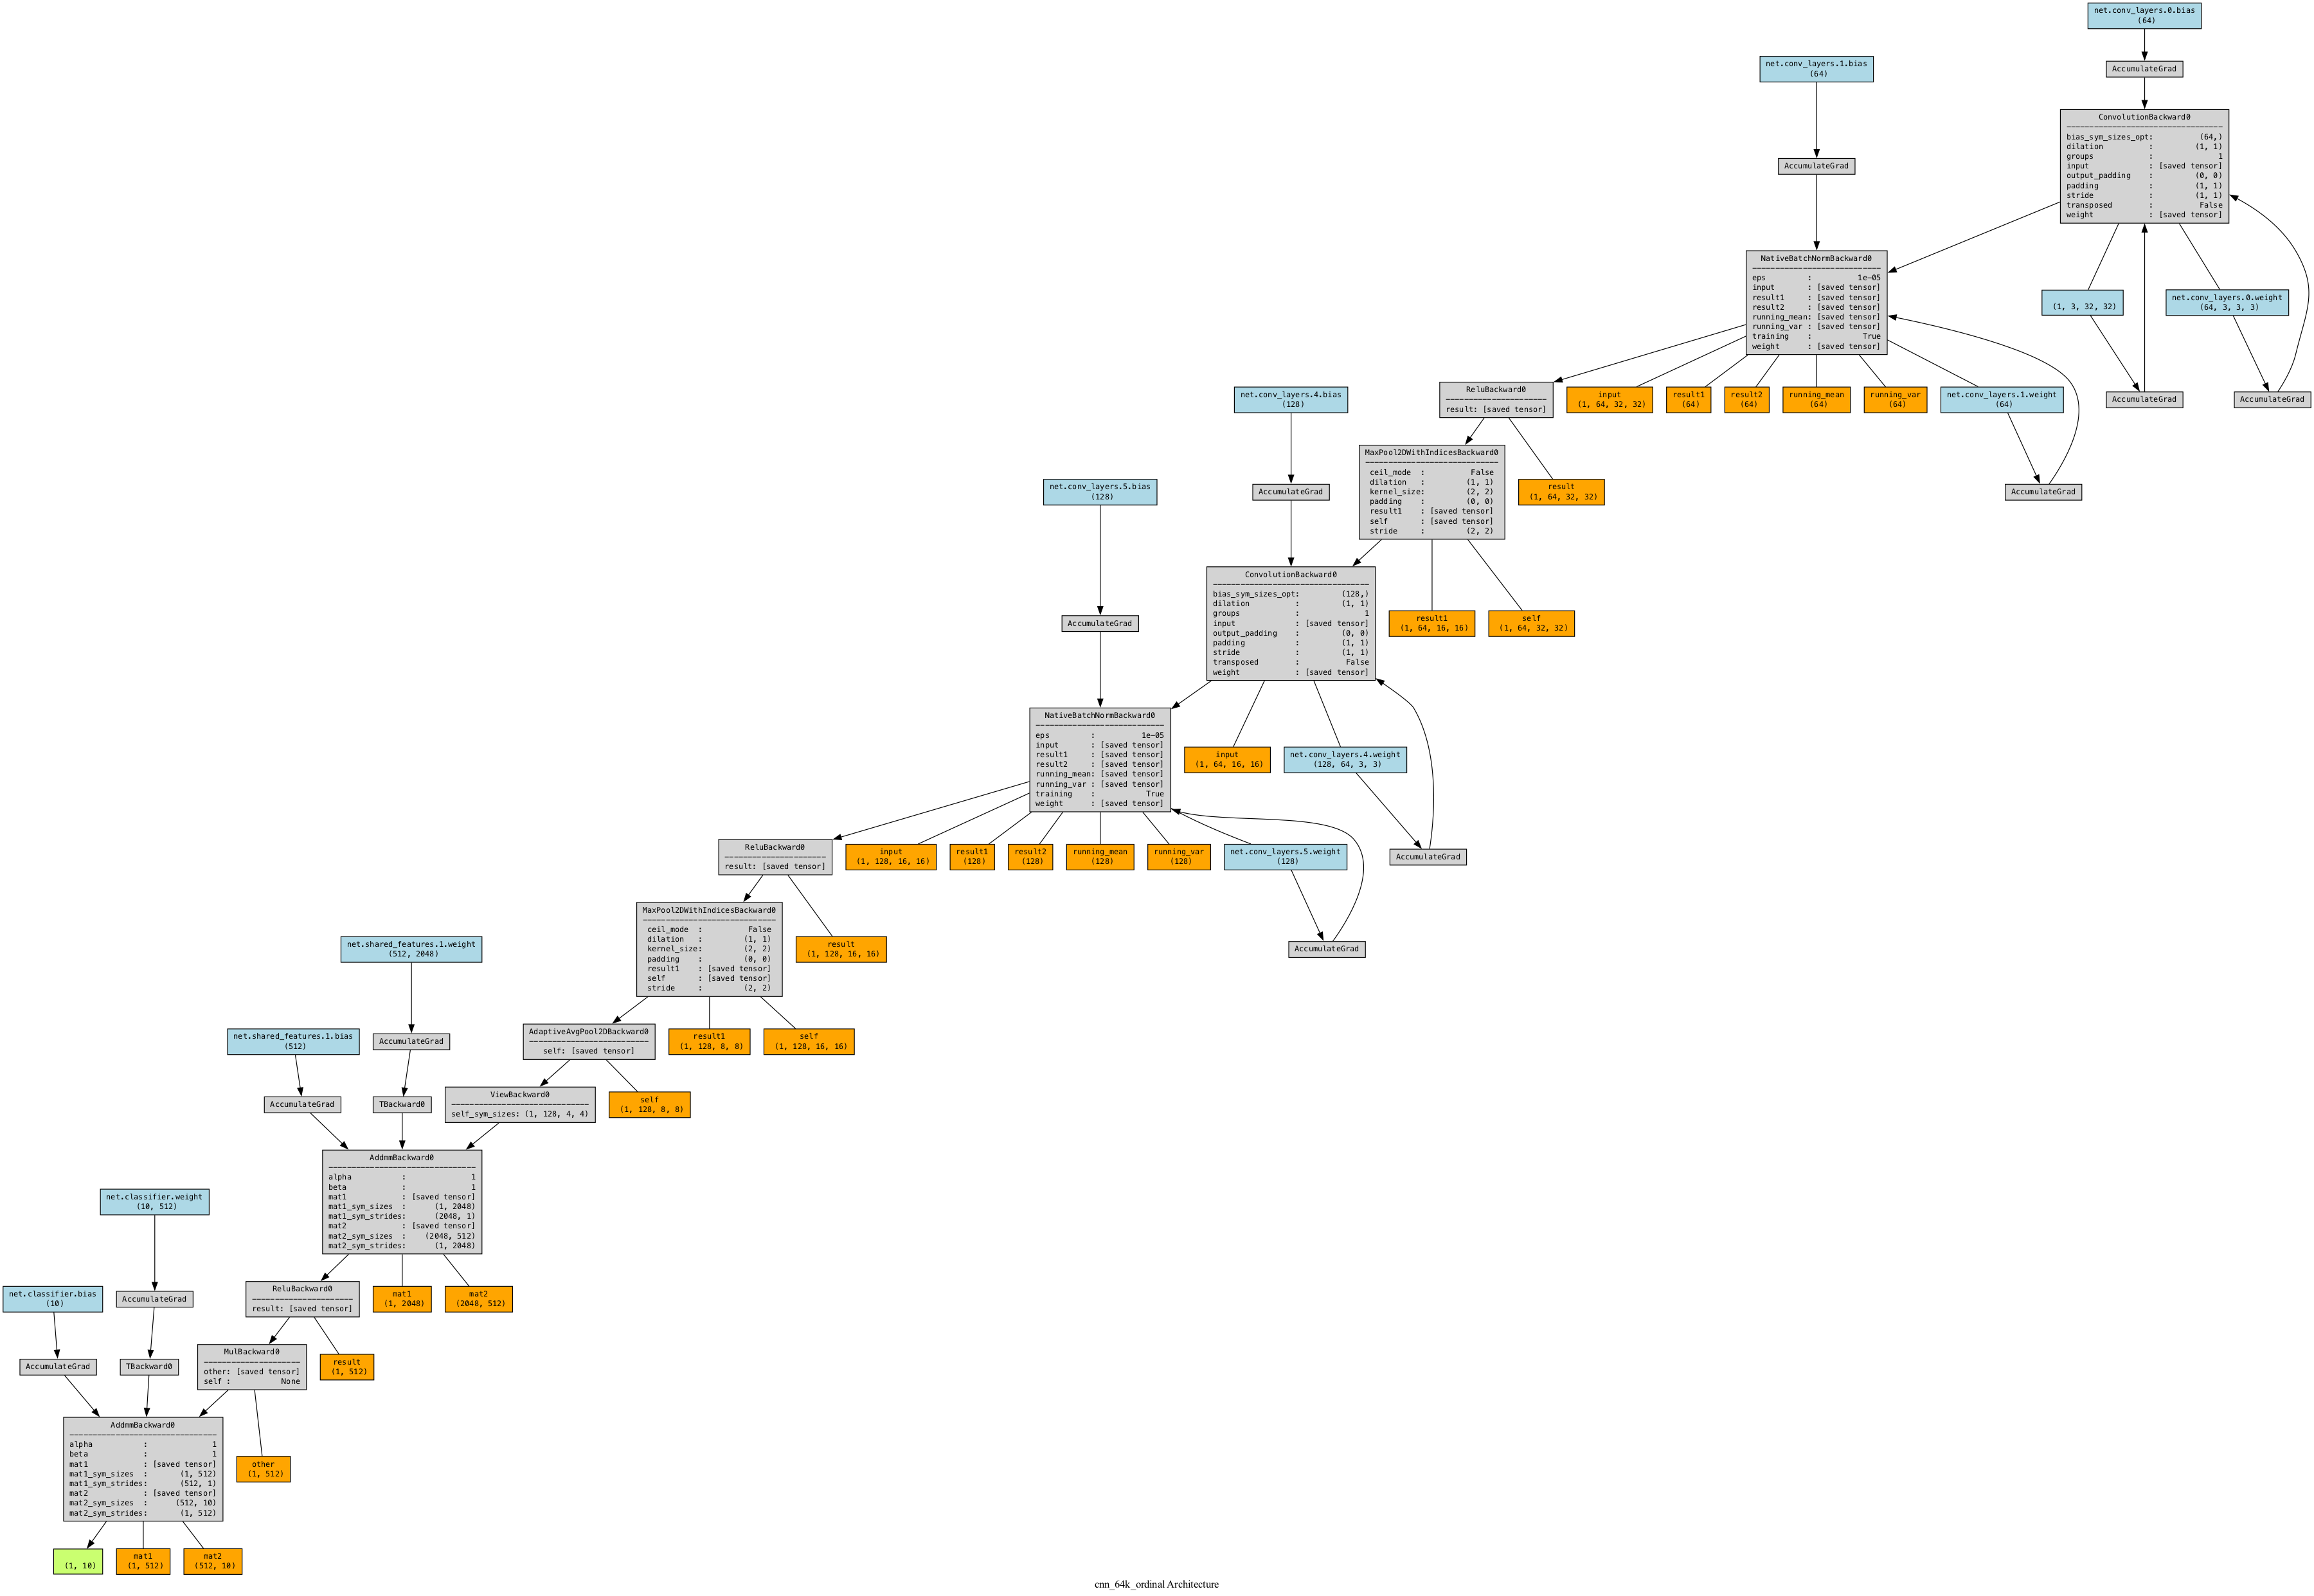 net.conv_layers.0.bias
(64)
AccumulateGrad
net.conv_layers.1.bias
(64)
AccumulateGrad
ConvolutionBackward0
----------------------------------
bias_sym_sizes_opt: (64,)
dilation : (1, 1)
groups : 1
input : [saved tensor]
output_padding : (0, 0)
padding : (1, 1)
stride : (1, 1)
transposed : False
weight : [saved tensor]
NativeBatchNormBackward0
----------------------------
eps : 1e-05
input : [saved tensor]
result1 : [saved tensor]
result2 : [saved tensor]
running_mean: [saved tensor]
running_var : [saved tensor]
training : True
weight : [saved tensor]
(1, 3, 32, 32)
net.conv_layers.0.weight
(64, 3, 3, 3)
AccumulateGrad
AccumulateGrad
ReluBackward0
----------------------
result: [saved tensor]
input
(1, 64, 32, 32)
result1
(64)
result2
(64)
running_mean
(64)
running_var
(64)
net.conv_layers.1.weight
(64)
AccumulateGrad
net.conv_layers.4.bias
(128)
AccumulateGrad
MaxPool2DWithIndicesBackward0
-----------------------------
ceil_mode : False
dilation : (1, 1)
kernel_size: (2, 2)
padding : (0, 0)
result1 : [saved tensor]
self : [saved tensor]
stride : (2, 2)
result
(1, 64, 32, 32)
net.conv_layers.5.bias
(128)
AccumulateGrad
ConvolutionBackward0
----------------------------------
bias_sym_sizes_opt: (128,)
dilation : (1, 1)
groups : 1
input : [saved tensor]
output_padding : (0, 0)
padding : (1, 1)
stride : (1, 1)
transposed : False
weight : [saved tensor]
result1
(1, 64, 16, 16)
self
(1, 64, 32, 32)
NativeBatchNormBackward0
----------------------------
eps : 1e-05
input : [saved tensor]
result1 : [saved tensor]
result2 : [saved tensor]
running_mean: [saved tensor]
running_var : [saved tensor]
training : True
weight : [saved tensor]
input
(1, 64, 16, 16)
net.conv_layers.4.weight
(128, 64, 3, 3)
AccumulateGrad
ReluBackward0
----------------------
result: [saved tensor]
input
(1, 128, 16, 16)
result1
(128)
result2
(128)
running_mean
(128)
running_var
(128)
net.conv_layers.5.weight
(128)
AccumulateGrad
MaxPool2DWithIndicesBackward0
-----------------------------
ceil_mode : False
dilation : (1, 1)
kernel_size: (2, 2)
padding : (0, 0)
result1 : [saved tensor]
self : [saved tensor]
stride : (2, 2)
result
(1, 128, 16, 16)
net.shared_features.1.weight
(512, 2048)
AccumulateGrad
net.shared_features.1.bias
(512)
AccumulateGrad
TBackward0
AdaptiveAvgPool2DBackward0
--------------------------
self: [saved tensor]
result1
(1, 128, 8, 8)
self
(1, 128, 16, 16)
ViewBackward0
------------------------------
self_sym_sizes: (1, 128, 4, 4)
self
(1, 128, 8, 8)
AddmmBackward0
--------------------------------
alpha : 1
beta : 1
mat1 : [saved tensor]
mat1_sym_sizes : (1, 2048)
mat1_sym_strides: (2048, 1)
mat2 : [saved tensor]
mat2_sym_sizes : (2048, 512)
mat2_sym_strides: (1, 2048)
net.classifier.weight
(10, 512)
AccumulateGrad
net.classifier.bias
(10)
AccumulateGrad
TBackward0
ReluBackward0
----------------------
result: [saved tensor]
mat1
(1, 2048)
mat2
(2048, 512)
MulBackward0
---------------------
other: [saved tensor]
self : None
result
(1, 512)
AddmmBackward0
--------------------------------
alpha : 1
beta : 1
mat1 : [saved tensor]
mat1_sym_sizes : (1, 512)
mat1_sym_strides: (512, 1)
mat2 : [saved tensor]
mat2_sym_sizes : (512, 10)
mat2_sym_strides: (1, 512)
other
(1, 512)
(1, 10)
mat1
(1, 512)
mat2
(512, 10)
cnn_64k_ordinal Architecture